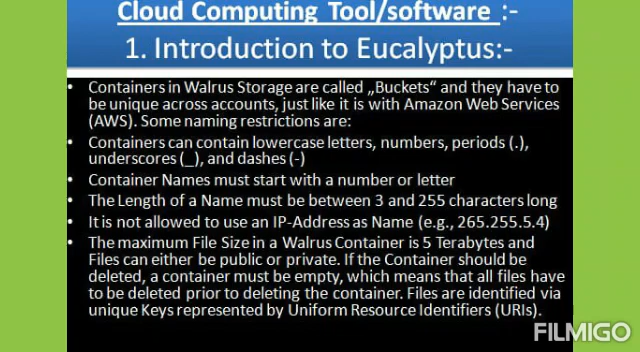 Cloud Computing Tool/software :-
1. Introduction to Eucalyptus:-
• Containers in Walrus Storage are called „Buckets“ and they have to
be unique across accounts, just like it is with Amazon Web Services
(AWS). Some naming restrictions are:
• Containers can contain lowercase letters, numbers, periods (.),
underscores (_), and dashes (-)
• Container Names must start with a number or letter
• The Length of a Name must be between 3 and 255 characters long
• It is not allowed to use an IP-Address as Name (e.g., 265.255.5.4)
• The maximum File Size in a Walrus Container is 5 Terabytes and
Files can either be public or private. If the Container should be
deleted, a container must be empty, which means that all files have
to be deleted prior to deleting the container. Files are identified via
unique Keys represented by Uniform Resource Identifiers (URIs).
FILMIGO